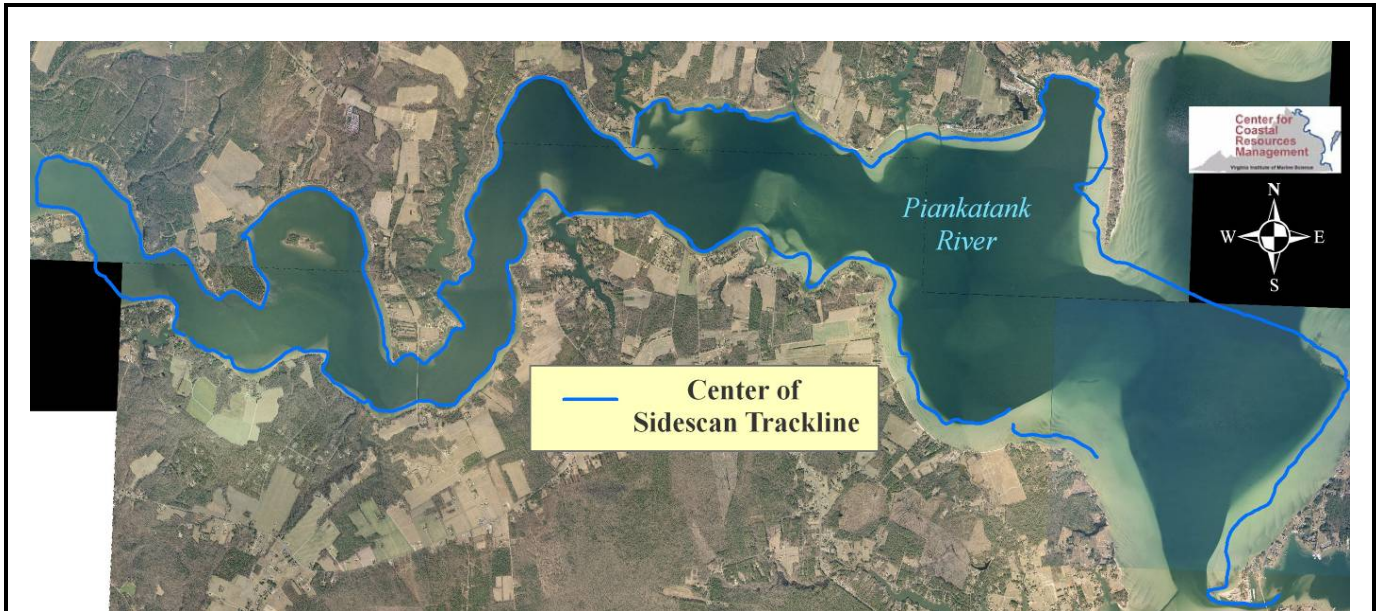 Center for
Coastal
Resources
Management
Virginia Institute of Marine Science
N
W
E
S
Piankatank
River
Center of
Sidescan Trackline